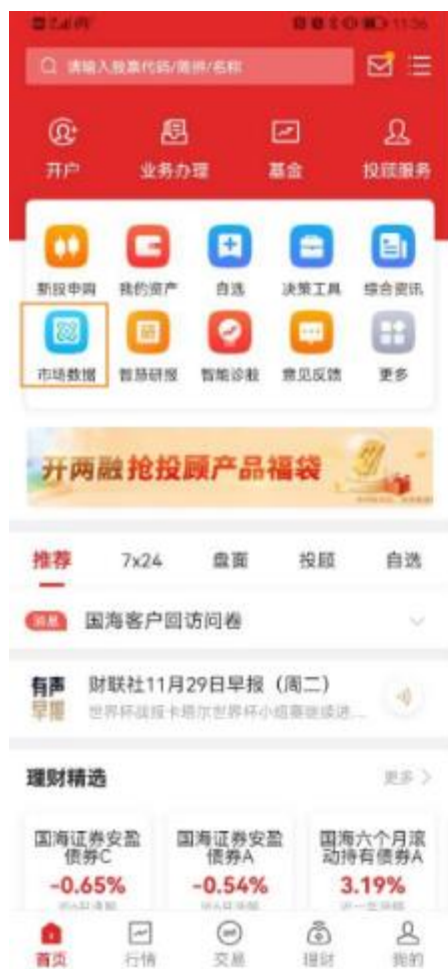 11:06
请输入股票代码/简拼/名称
开户
业务办理
基金
投顾服务
新股申购
我的资产
自选
决策工具
综合资讯
市场数据
智慧研报
智能诊股
意见反馈
更多
开两融抢投顾产品福袋
推荐
7x24
盘面
投顾
自选
消息
国海客户回访问卷
有声
早报
财联社11月29日早报（周二）
世界杯战报卡塔尔世界杯小组赛继续进...
理财精选
更多
国海证券安盈
债券C
-0.65%
国海证券安盈
债券A
-0.54%
国海六个月滚
动持有债券A
3.19%
首页
行情
交易
理财
我的